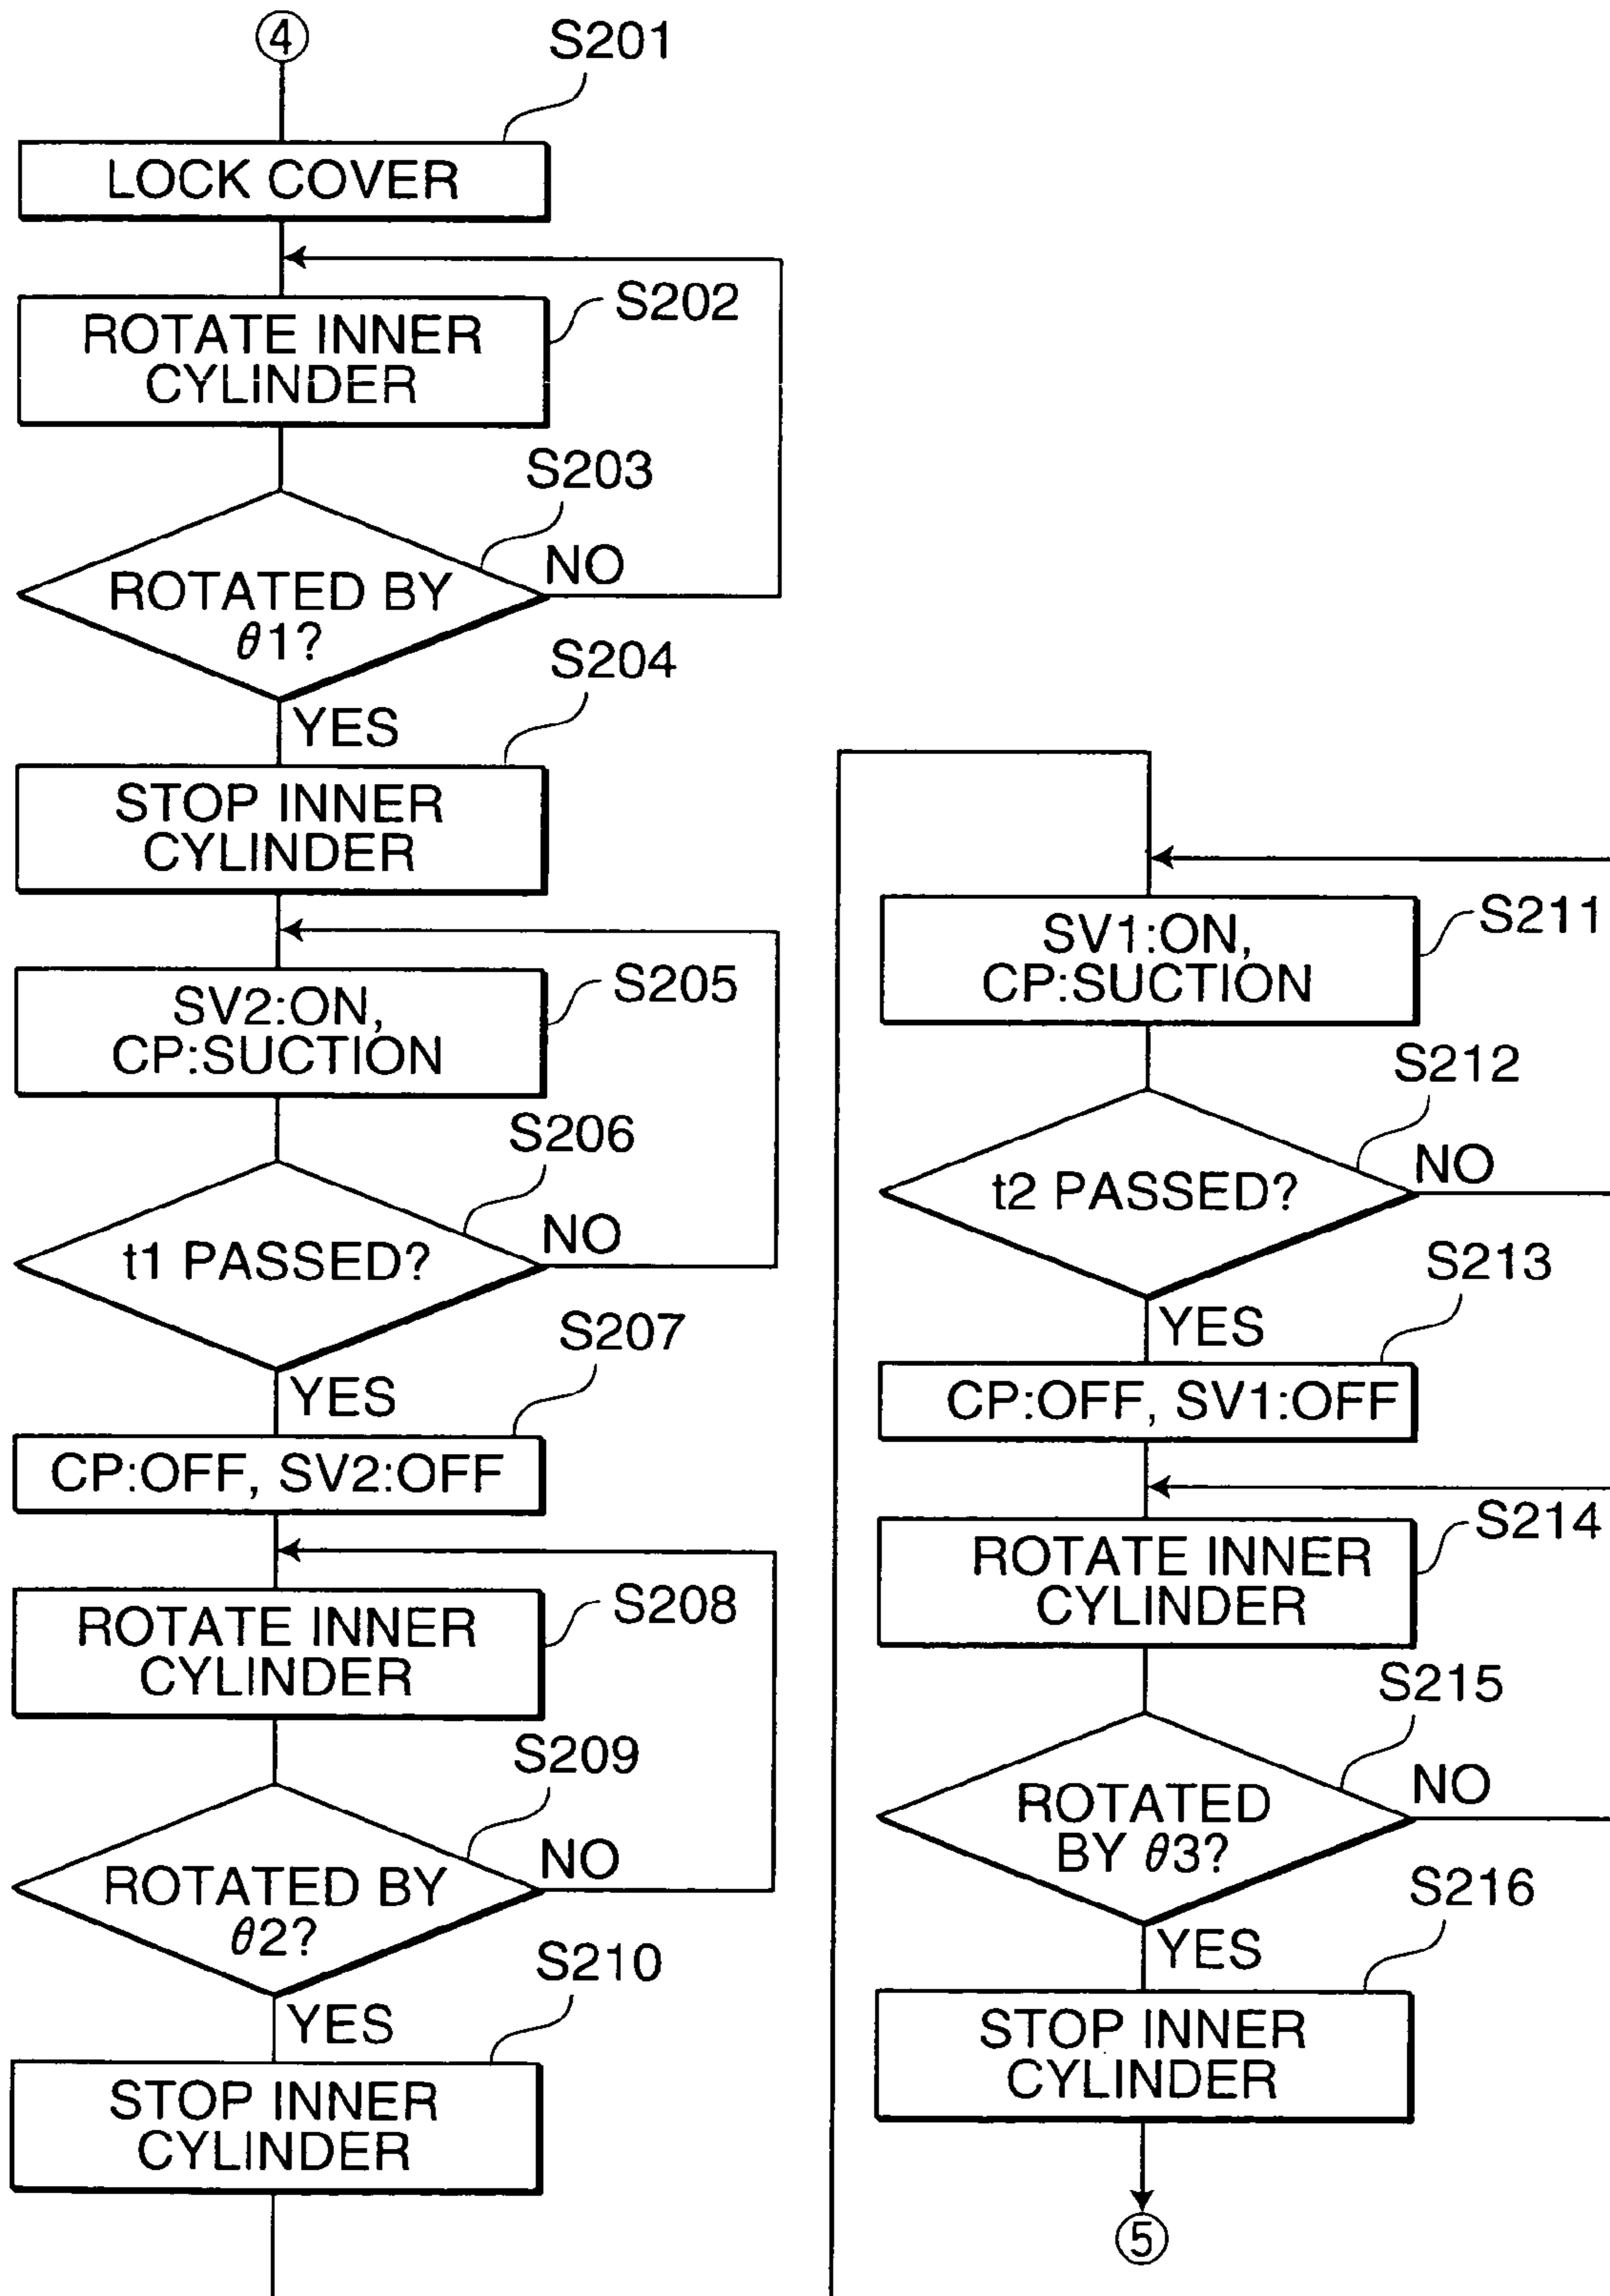 4
S201
LOCK COVER
S202
ROTATE INNER
CYLINDER
S203
ROTATED BY
θ1?
NO
YES
S204
STOP INNER
CYLINDER
S205
SV2:ON,
CP:SUCTION
S206
t1 PASSED?
NO
YES
S207
CP:OFF, SV2:OFF
S208
ROTATE INNER
CYLINDER
S209
ROTATED BY
θ2?
NO
YES
S210
STOP INNER
CYLINDER
S211
SV1:ON,
CP:SUCTION
S212
t2 PASSED?
NO
YES
S213
CP:OFF, SV1:OFF
S214
ROTATE INNER
CYLINDER
S215
ROTATED
BY θ3?
NO
YES
S216
STOP INNER
CYLINDER
5